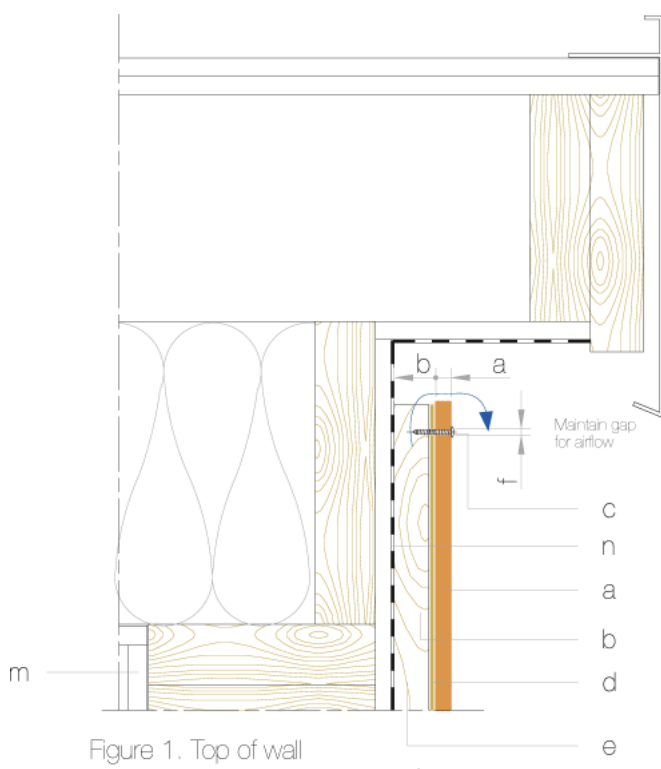 b
a
Maintain gap
for airflow
f
c
n
a
b
m
d
e
Figure 1. Top of wall